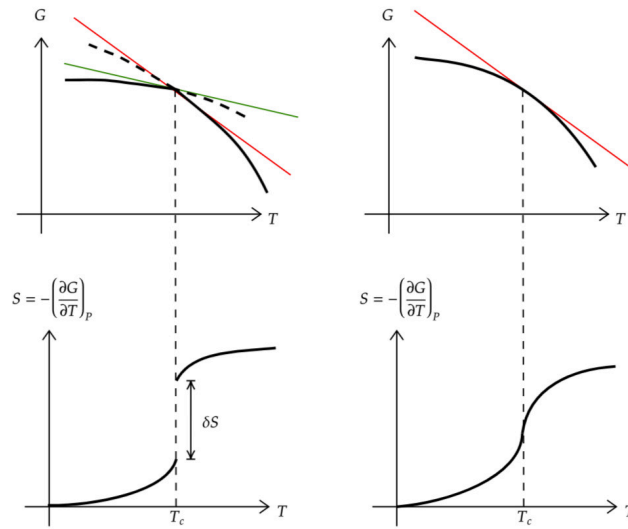 G
G
T
T
S = -(∂G/∂T)_P
S = -(∂G/∂T)_P
δS
T_c
T
T_c
T